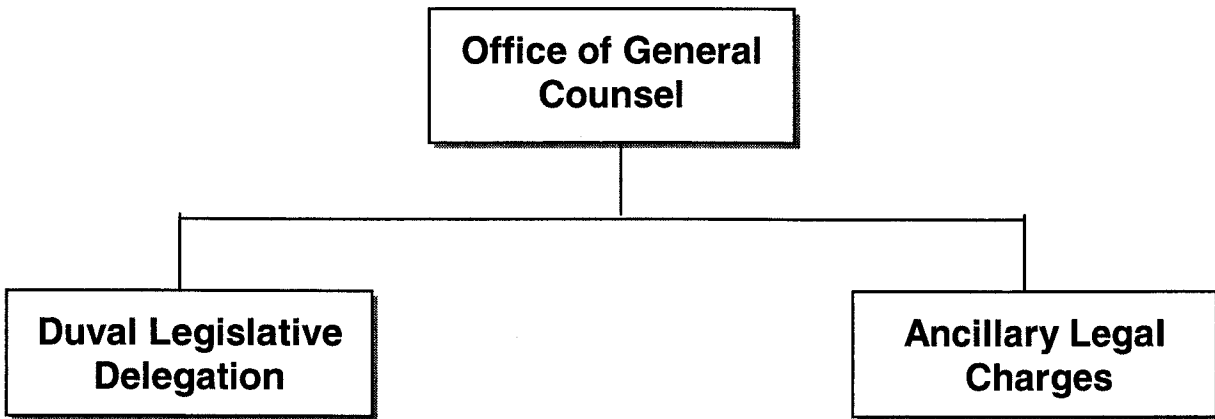 Office of General
Counsel
Duval Legislative
Delegation
Ancillary Legal
Charges